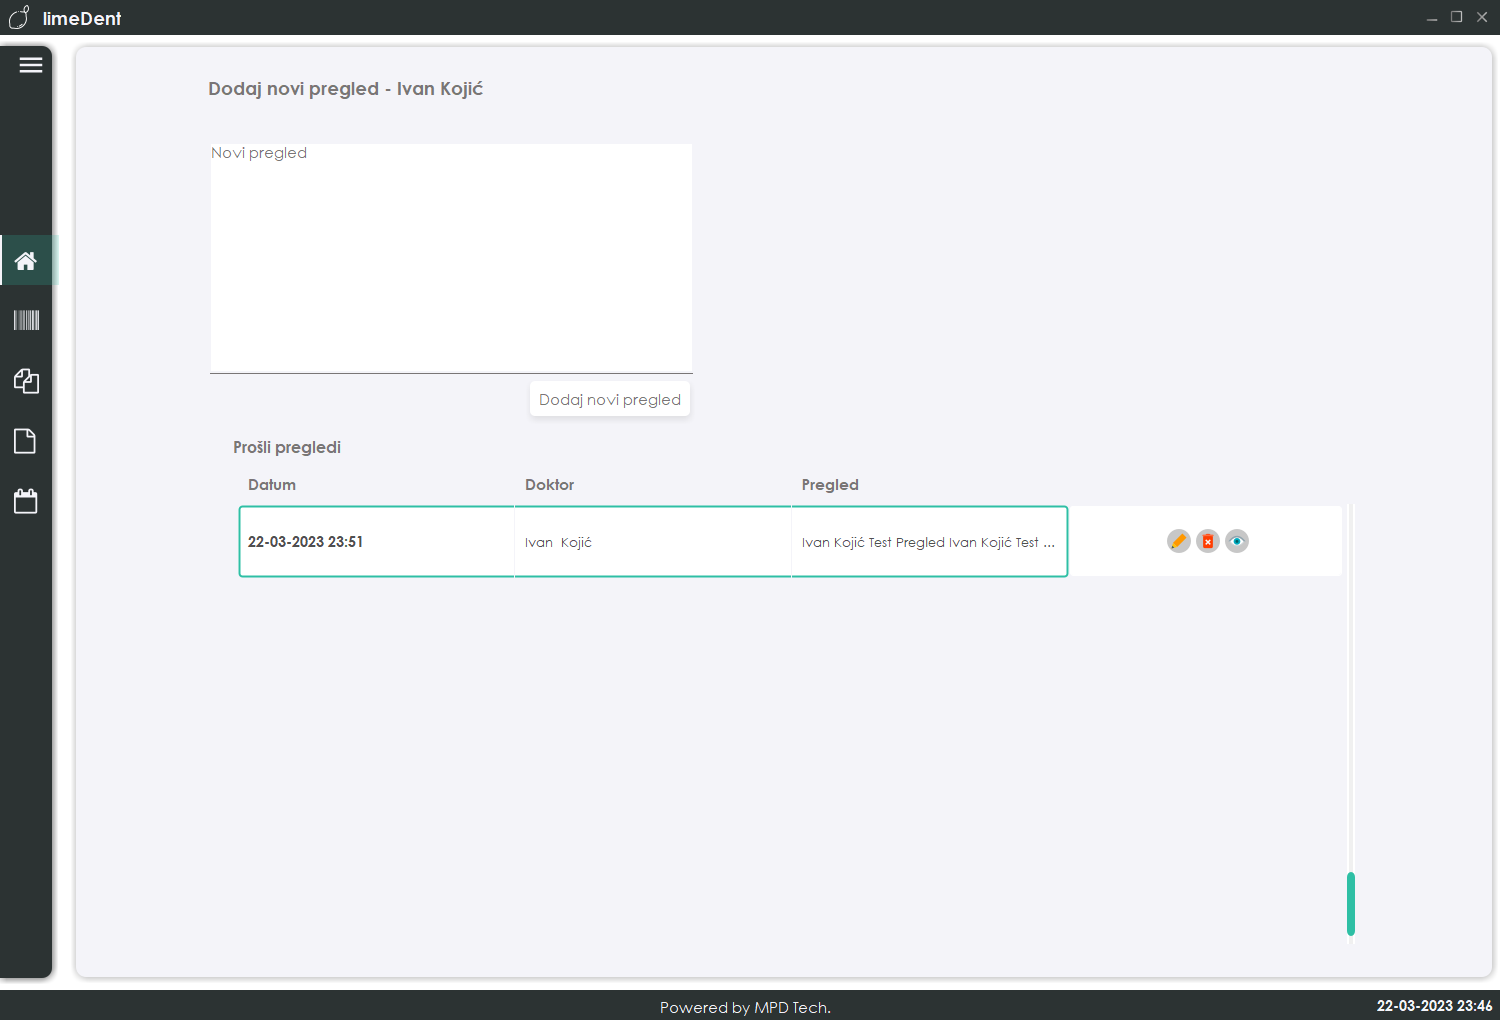 limeDent
Dodaj novi pregled - Ivan Kojić
Novi pregled
Dodaj novi pregled
Prošli pregledi
Datum Doktor Pregled
22-03-2023 23:51 Ivan Kojić Ivan Kojić Test Pregled Ivan Kojić Test ...
Powered by MPD Tech.
22-03-2023 23:46